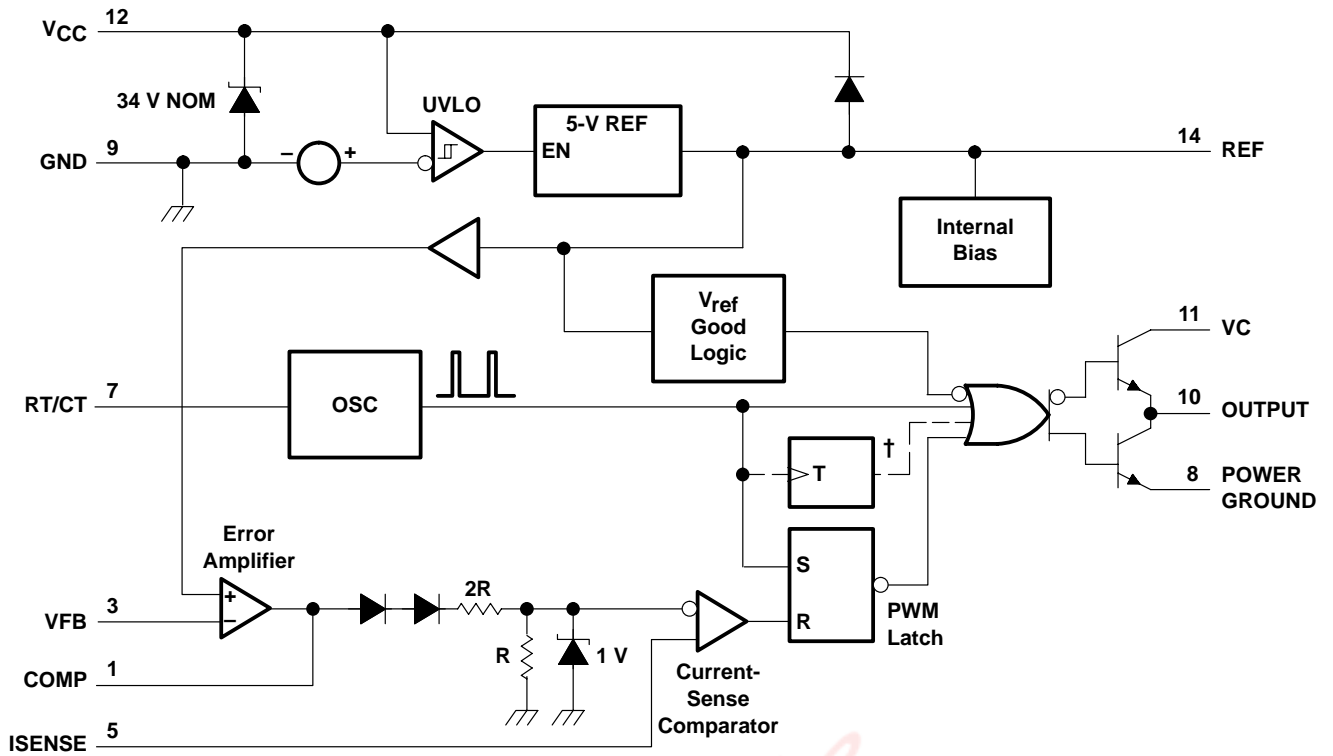 VCC 12
34 V NOM
UVLO
5-V REF
EN
GND 9
14 REF
Internal
Bias
Vref
Good
Logic
11 VC
RT/CT 7
OSC
10 OUTPUT
†
T
8 POWER
GROUND
Error
Amplifier
S
2R
VFB 3
+
−
R
PWM
Latch
R
1 V
COMP 1
Current-
Sense
Comparator
ISENSE 5
− +